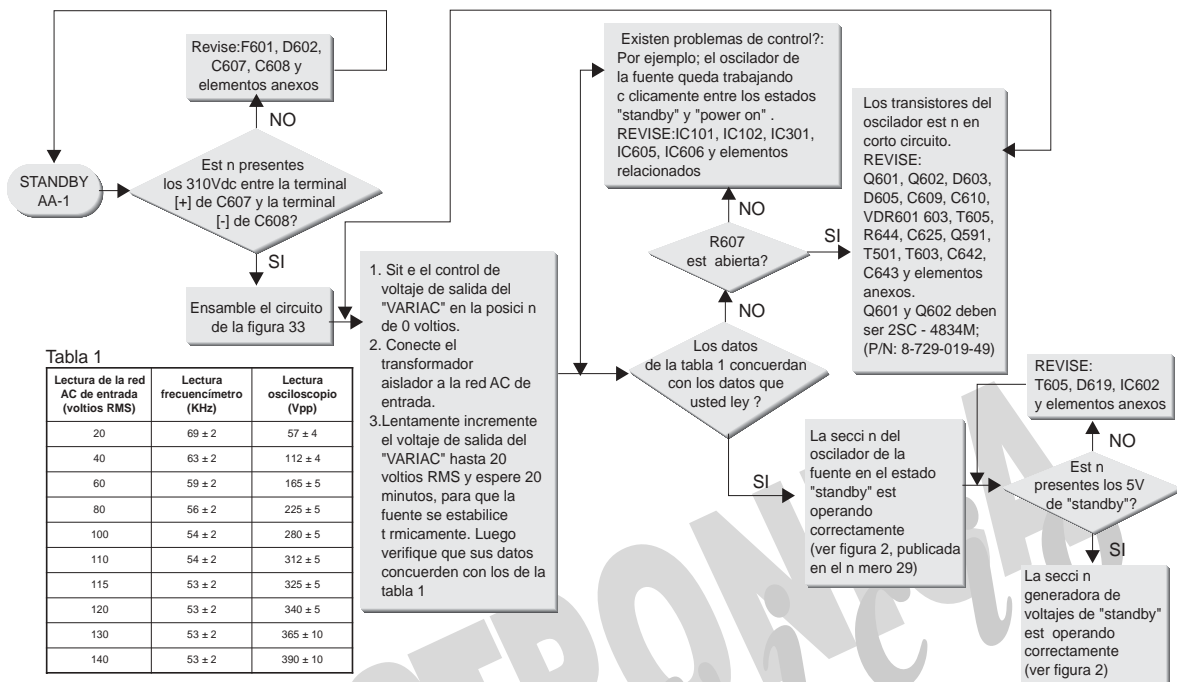 Revise:F601, D602,
C607, C608 y
elementos anexos
NO
STANDBY
AA-1
Est n presentes
los 310Vdc entre la terminal
[+] de C607 y la terminal
[-] de C608?
SI
Ensamble el circuito
de la figura 33
Tabla 1
Lectura de la red AC de entrada (voltios RMS) Lectura frecuencímetro (KHz) Lectura osciloscopio (Vpp)
20 69 ± 2 57 ± 4
40 63 ± 2 112 ± 4
60 59 ± 2 165 ± 5
80 56 ± 2 225 ± 5
100 54 ± 2 280 ± 5
110 54 ± 2 312 ± 5
115 53 ± 2 325 ± 5
120 53 ± 2 340 ± 5
130 53 ± 2 365 ± 10
140 53 ± 2 390 ± 10
1. Sit e el control de
voltaje de salida del
"VARIAC" en la posici n
de 0 voltios.
2. Conecte el
transformador
aislador a la red AC de
entrada.
3.Lentamente incremente
el voltaje de salida del
"VARIAC" hasta 20
voltios RMS y espere 20
minutos, para que la
fuente se estabilice
t rmicamente. Luego
verifique que sus datos
concuerden con los de la
tabla 1
Existen problemas de control?:
Por ejemplo; el oscilador de
la fuente queda trabajando
c clicamente entre los estados
"standby" y "power on" .
REVISE:IC101, IC102, IC301,
IC605, IC606 y elementos
relacionados
NO
R607
est abierta?
SI
NO
Los datos
de la tabla 1 concuerdan
con los datos que
usted ley ?
SI
Los transistores del
oscilador est n en
corto circuito.
REVISE:
Q601, Q602, D603,
D605, C609, C610,
VDR601 603, T605,
R644, C625, Q591,
T501, T603, C642,
C643 y elementos
anexos.
Q601 y Q602 deben
ser 2SC - 4834M;
(P/N: 8-729-019-49)
La secci n del
oscilador de la
fuente en el estado
"standby" est
operando
correctamente
(ver figura 2, publicada
en el n mero 29)
REVISE:
T605, D619, IC602
y elementos anexos
NO
Est n
presentes los 5V
de "standby"?
SI
La secci n
generadora de
voltajes de "standby"
est operando
correctamente
(ver figura 2)